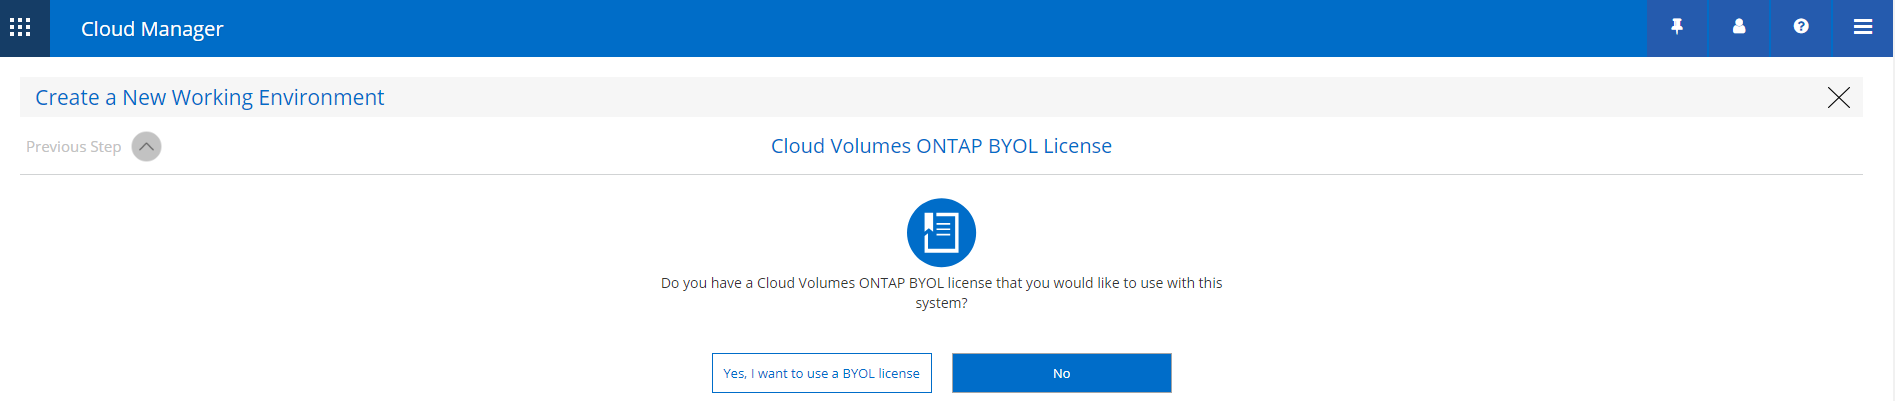 Cloud Manager
Create a New Working Environment
Previous Step
Cloud Volumes ONTAP BYOL License
Do you have a Cloud Volumes ONTAP BYOL license that you would like to use with this
system?
Yes, I want to use a BYOL license
No